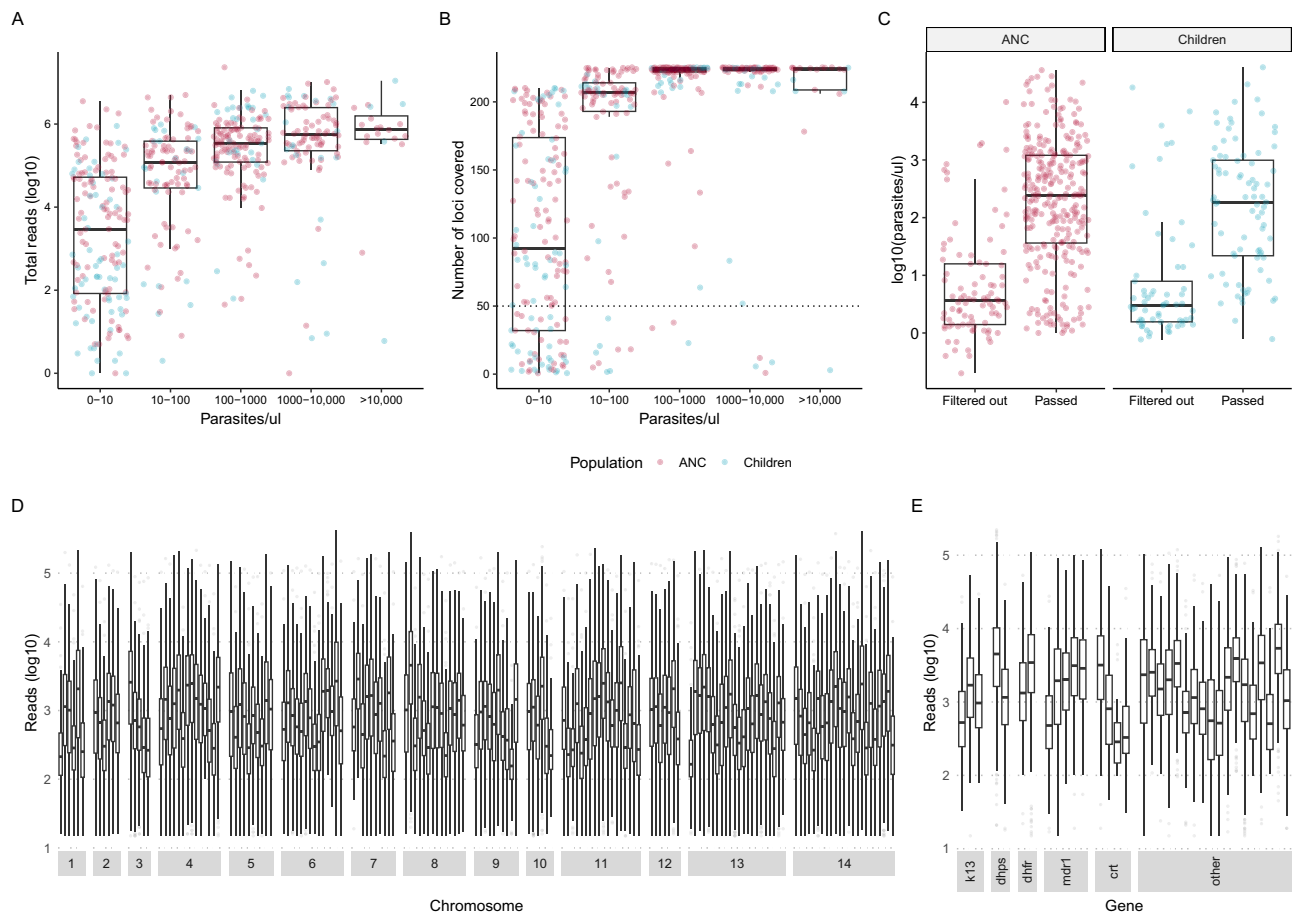 A
B
C
ANC
Children
Total reads (log10)
6
4
2
0
0−10
10−100
100−1000
1000−10,000
>10,000
Parasites/ul
Number of loci covered
200
150
100
50
0
0−10
10−100
100−1000
1000−10,000
>10,000
Parasites/ul
log10(parasites/ul)
4
3
2
1
0
Filtered out
Passed
Filtered out
Passed
Population
ANC
Children
D
E
Reads (log10)
5
4
3
2
1
1
2
3
4
5
6
7
8
9
10
11
12
13
14
Chromosome
Reads (log10)
5
4
3
2
1
k13
dhps
dhfr
mdr1
crt
other
Gene